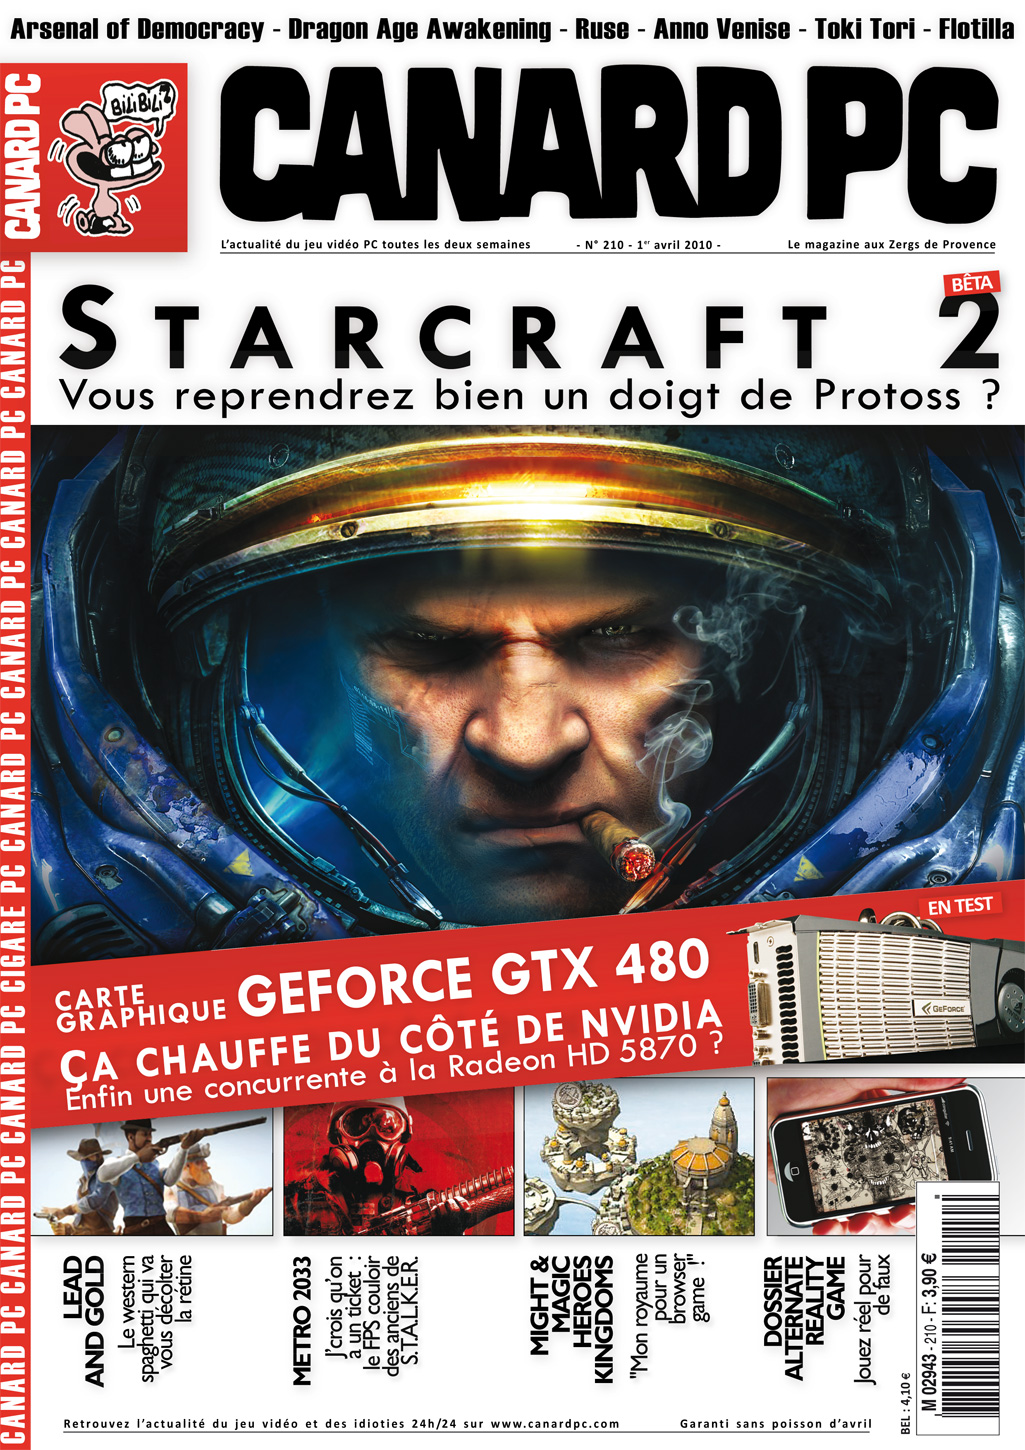 Arsenal of Democracy - Dragon Age Awakening - Ruse - Anno Venise - Toki Tori - Flotilla
CANARD PC
BiLiBiLi?
CANARD PC
L'actualité du jeu vidéo PC toutes les deux semaines - N° 210 - 1er avril 2010 - Le magazine aux Zergs de Provence
STARCRAFT 2
BÊTA
Vous reprendrez bien un doigt de Protoss ?
CANARD PC CANARD PC CANARD PC CIGARE PC CANARD PC CANARD PC CANARD PC CANARD PC
EN TEST
CARTE
GRAPHIQUE GEFORCE GTX 480
ÇA CHAUFFE DU CÔTÉ DE NVIDIA
Enfin une concurrente à la Radeon HD 5870 ?
GEFORCE
LEAD
AND GOLD
Le western
spaghetti qui va
vous décolter
la rétine
METRO 2033
J'crois qu'on
a un ticket :
le FPS couloir
des anciens de
S.T.A.L.K.E.R.
MIGHT &
MAGIC
HEROES
KINGDOMS
"Mon royaume
pour un
browser
game !"
DOSSIER
ALTERNATE
REALITY
GAME
Jouez réel pour
de faux
BEL : 4,10 €
M 02943 - 210 - F: 3,90 €
Retrouvez l'actualité du jeu vidéo et des idioties 24h/24 sur www.canardpc.com
Garanti sans poisson d'avril